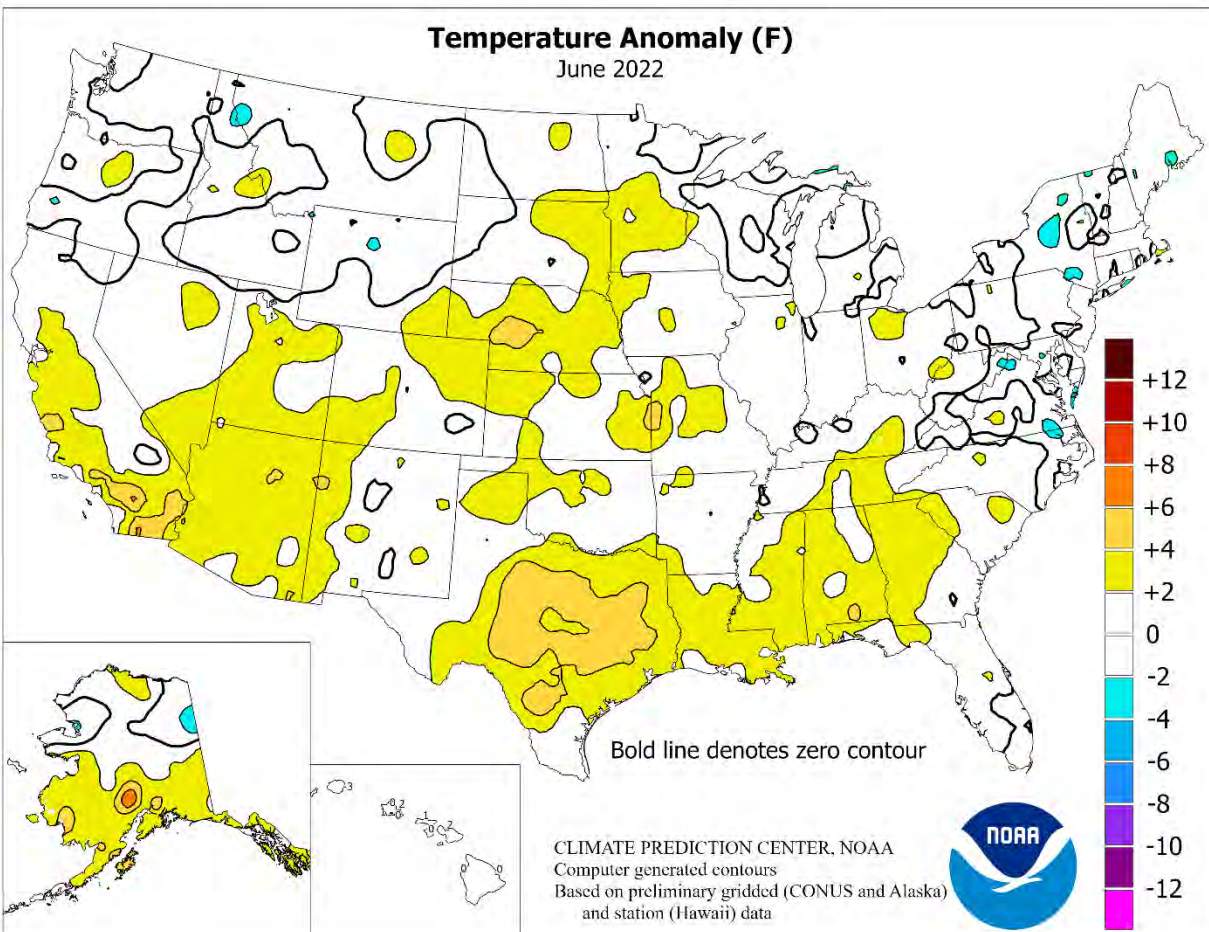 Temperature Anomaly (F)
June 2022
+12
+10
+8
+6
+4
+2
0
-2
-4
-6
-8
-10
-12
Bold line denotes zero contour
CLIMATE PREDICTION CENTER, NOAA
Computer generated contours
Based on preliminary gridded (CONUS and Alaska)
and station (Hawaii) data
NOAA